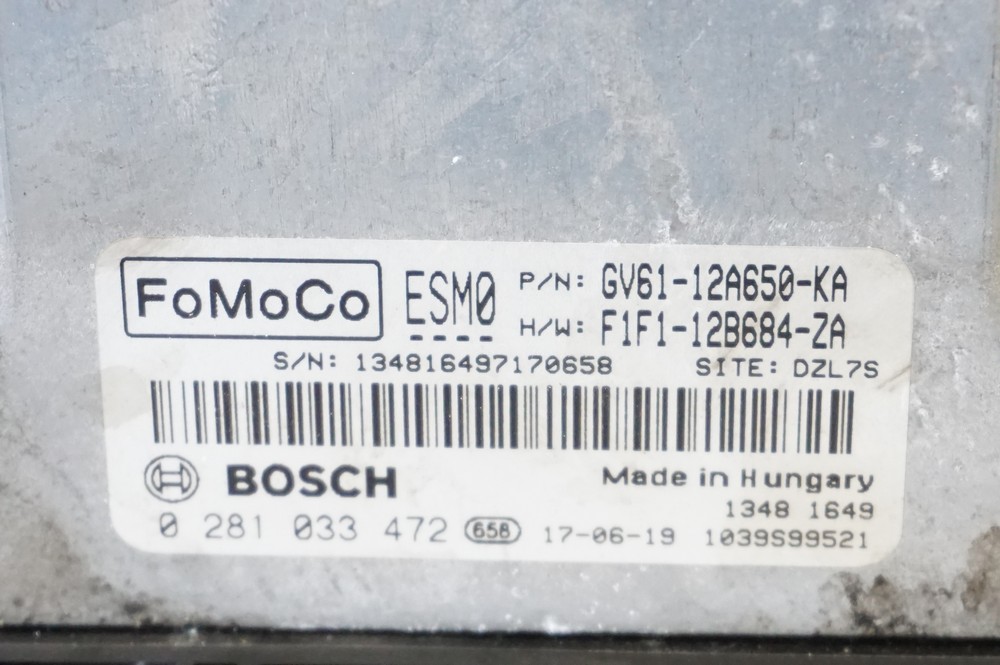 FoMoCo ESM0 P/N: GV61-12A650-KA
H/W: F1F1-12B684-ZA
S/N: 134816497170658 SITE: DZL7S
BOSCH Made in Hungary
1348 1649
0 281 033 472 658 17-06-19 1039S99521